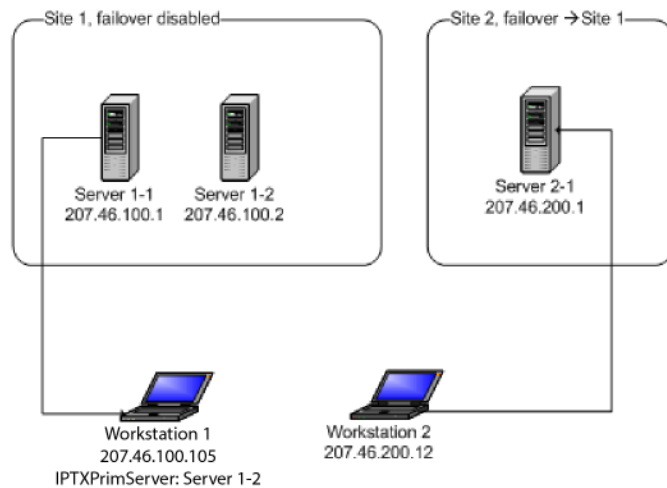 Site 1, failover disabled
Site 2, failover → Site 1
Server 1-1
207.46.100.1
Server 1-2
207.46.100.2
Server 2-1
207.46.200.1
Workstation 1
207.46.100.105
IPTXPrimServer: Server 1-2
Workstation 2
207.46.200.12